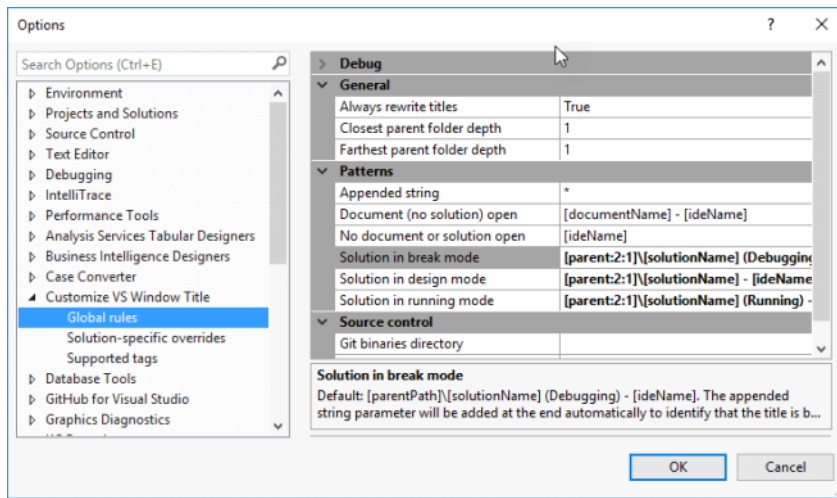 Options
?
Search Options (Ctrl+E)
Environment
Projects and Solutions
Source Control
Text Editor
Debugging
IntelliTrace
Performance Tools
Analysis Services Tabular Designers
Business Intelligence Designers
Case Converter
Customize VS Window Title
Global rules
Solution-specific overrides
Supported tags
Database Tools
GitHub for Visual Studio
Graphics Diagnostics
Debug
General
Always rewrite titles True
Closest parent folder depth 1
Farthest parent folder depth 1
Patterns
Appended string *
Document (no solution) open [documentName] - [ideName]
No document or solution open [ideName]
Solution in break mode [parent:2:1]\[solutionName] (Debugging
Solution in design mode [parent:2:1]\[solutionName] - [ideName
Solution in running mode [parent:2:1]\[solutionName] (Running) -
Source control
Git binaries directory
Solution in break mode
Default: [parentPath]\[solutionName] (Debugging) - [ideName]. The appended
string parameter will be added at the end automatically to identify that the title is b...
OK Cancel